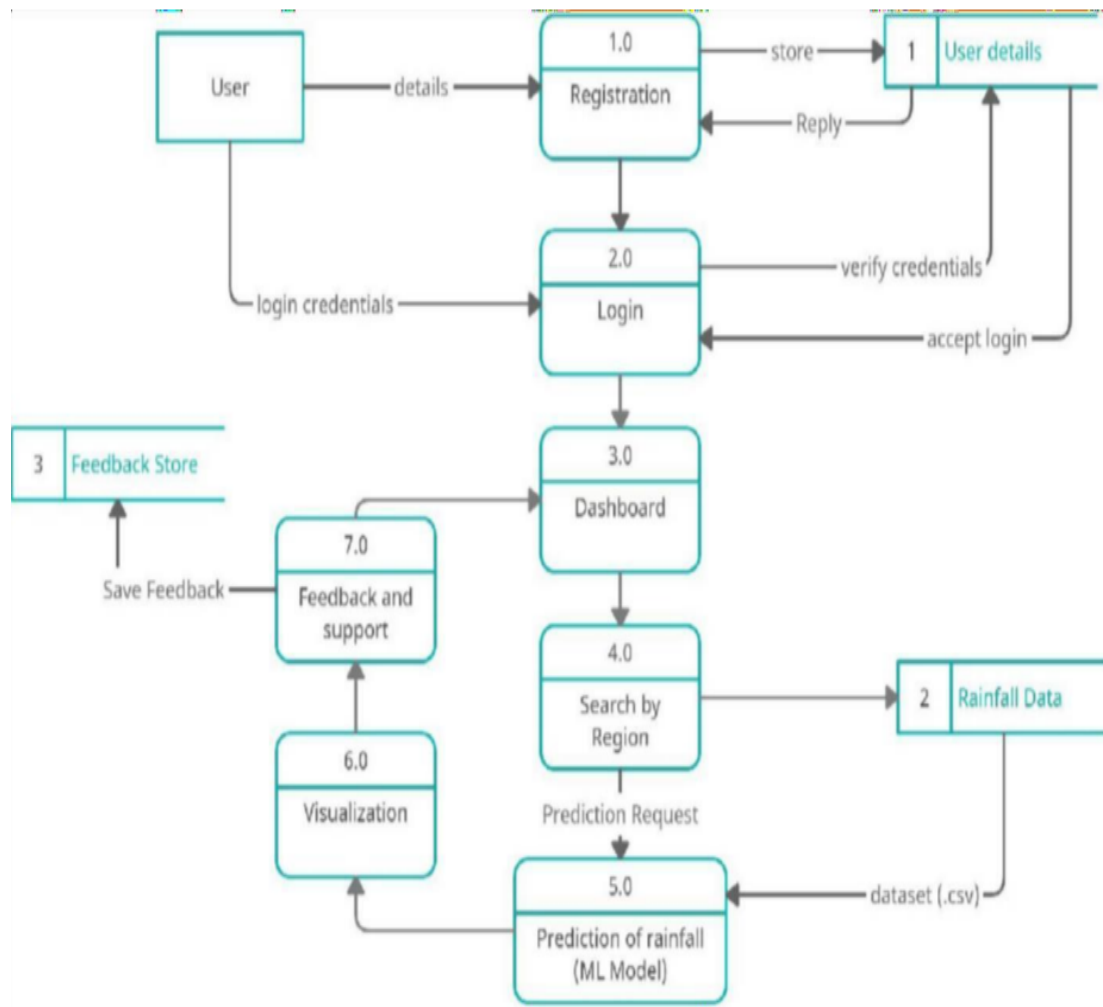 1.0
store
1
User details
User
details
Registration
Reply
2.0
verify credentials
login credentials
Login
accept login
3.0
3
Feedback Store
Dashboard
7.0
Save Feedback
Feedback and
support
4.0
Search by
Region
2
Rainfall Data
6.0
Visualization
Prediction Request
5.0
dataset (.csv)
Prediction of rainfall
(ML Model)